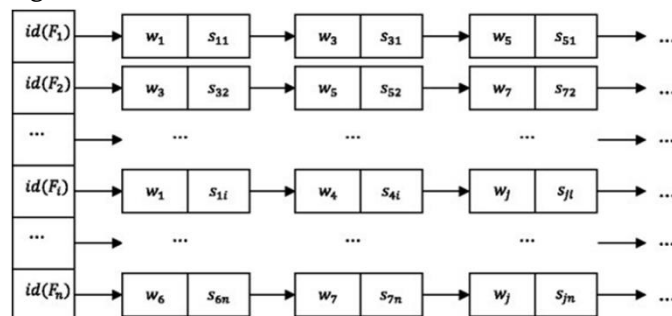 id(F₁) w₁ s₁₁ w₃ s₃₁ w₅ s₅₁ ...
id(F₂) w₃ s₃₂ w₅ s₅₂ w₇ s₇₂ ...
... ... ... ... ...
id(Fᵢ) w₁ s₁ᵢ w₄ s₄ᵢ wⱼ sⱼᵢ ...
... ... ... ... ...
id(Fₙ) w₆ s₆ₙ w₇ s₇ₙ wⱼ sⱼₙ ...